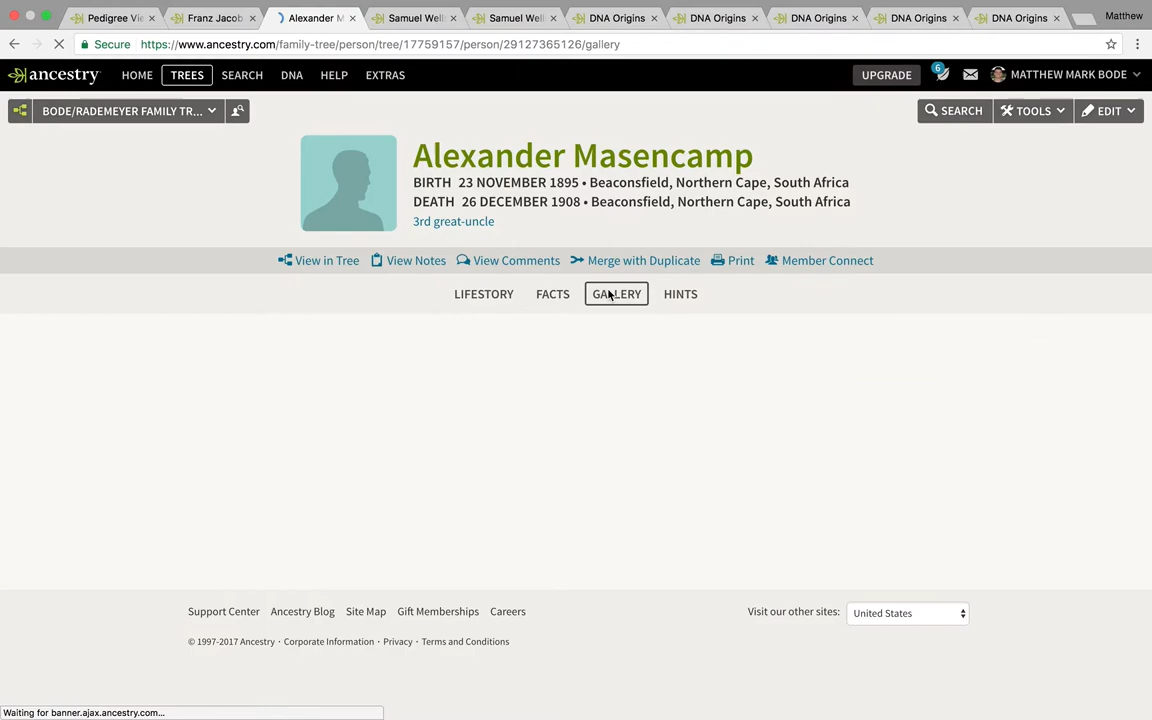 Pedigree Vie
Franz Jacob
Alexander M
Samuel Wells
Samuel Well
DNA Origins
DNA Origins
DNA Origins
DNA Origins
DNA Origins
Matthew
Secure
https://www.ancestry.com/family-tree/person/tree/17759157/person/29127365126/gallery
ancestry
HOME
TREES
SEARCH
DNA
HELP
EXTRAS
UPGRADE
6
MATTHEW MARK BODE
BODE/RADEMEYER FAMILY TR...
SEARCH
TOOLS
EDIT
Alexander Masencamp
BIRTH 23 NOVEMBER 1895 • Beaconsfield, Northern Cape, South Africa
DEATH 26 DECEMBER 1908 • Beaconsfield, Northern Cape, South Africa
3rd great-uncle
View in Tree
View Notes
View Comments
Merge with Duplicate
Print
Member Connect
LIFESTORY
FACTS
GALLERY
HINTS
Support Center
Ancestry Blog
Site Map
Gift Memberships
Careers
Visit our other sites:
United States
© 1997-2017 Ancestry · Corporate Information · Privacy · Terms and Conditions
Waiting for banner.ajax.ancestry.com...